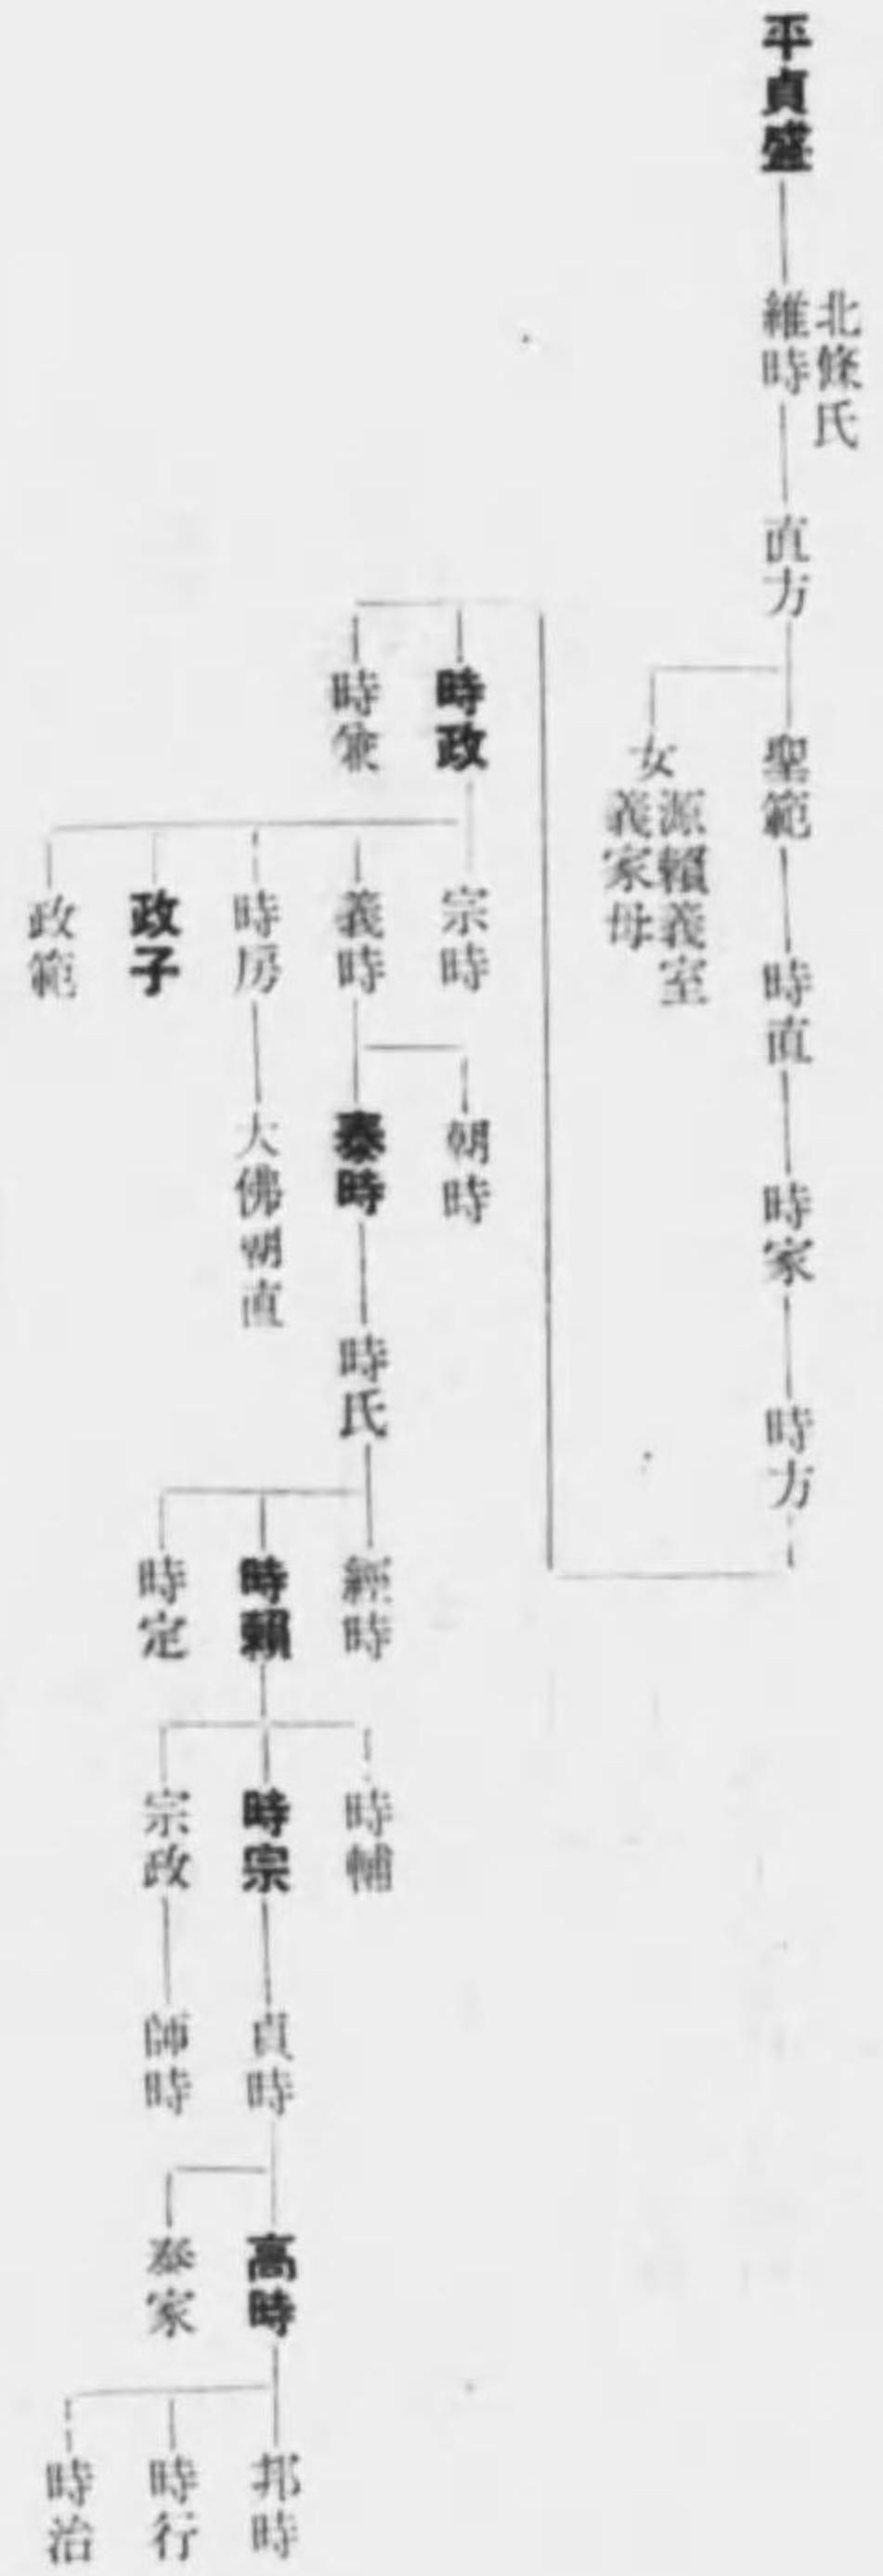 平貞盛
北條氏
維時
直方
聖範
時直
時家
時方
女
源賴義室
義家母
時政
時兼
宗時
義時
時房
政子
政範
朝時
泰時
大佛朝直
時氏
經時
時賴
時定
時輔
時宗
宗政
貞時
師時
高時
泰家
邦時
時行
時治